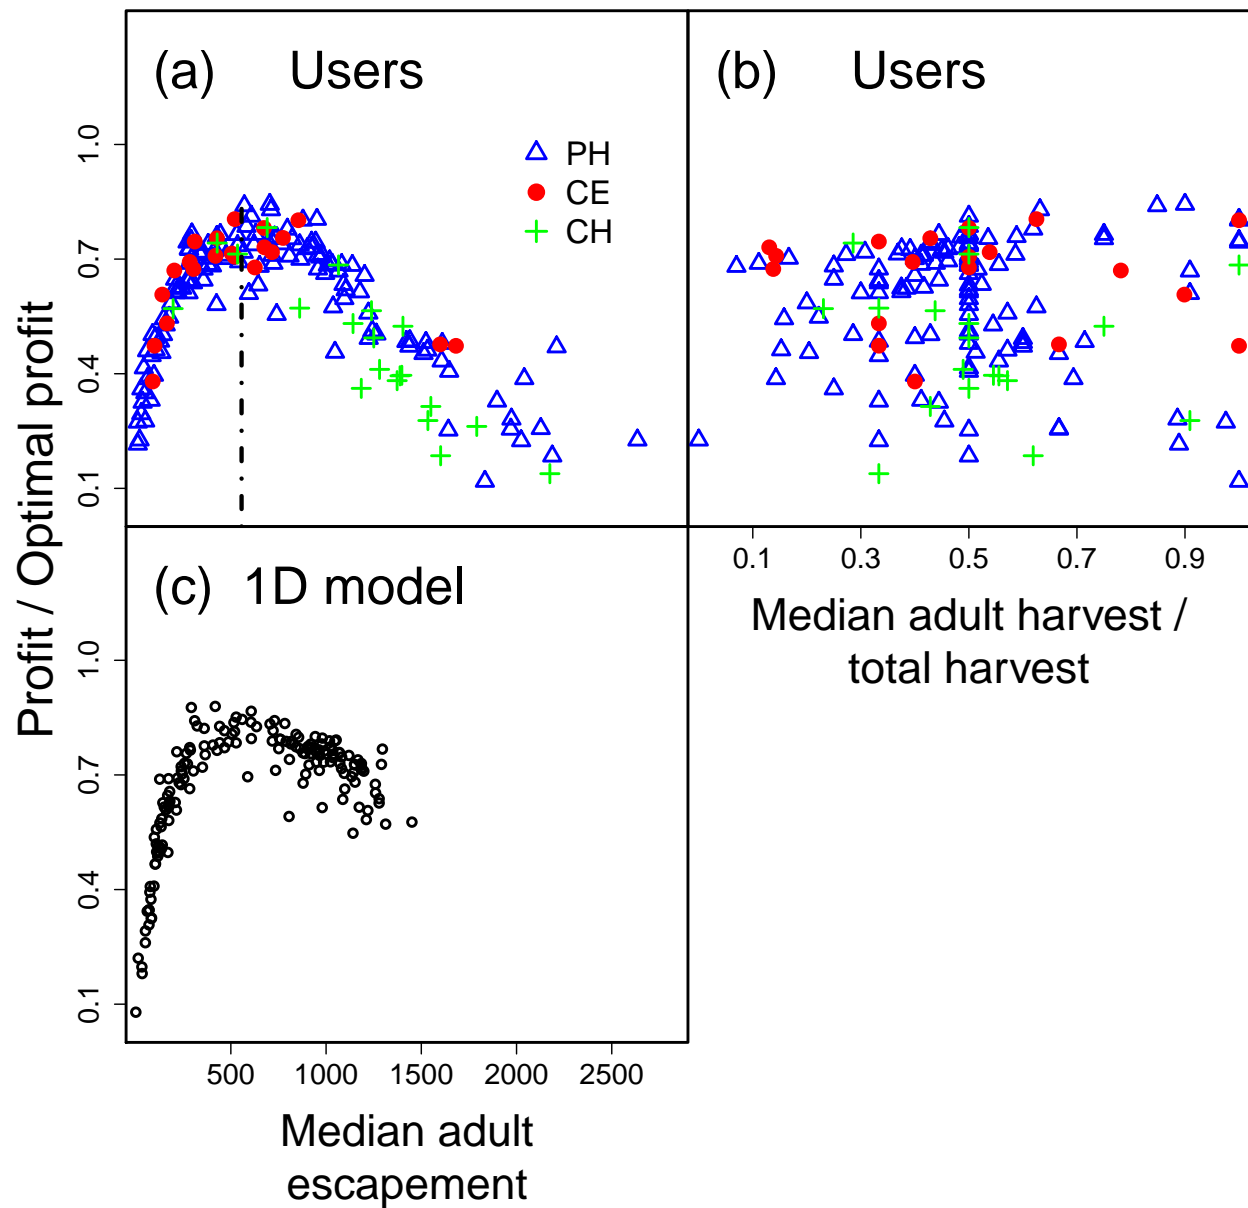 (a) Users
(b) Users
PH
CE
CH
1.0
0.7
0.4
0.1
Profit / Optimal profit
0.1 0.3 0.5 0.7 0.9
Median adult harvest /
total harvest
(c) 1D model
1.0
0.7
0.4
0.1
500 1000 1500 2000 2500
Median adult
escapement